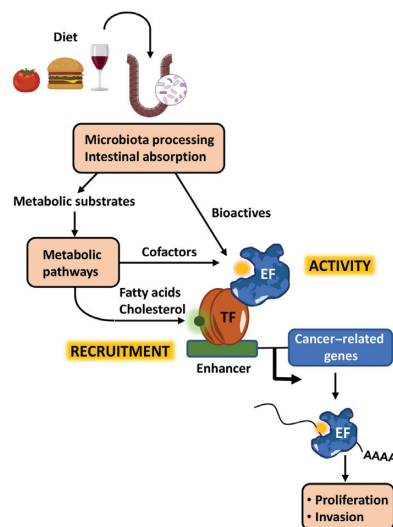 Diet
Microbiota processing
Intestinal absorption
Metabolic substrates
Bioactives
Metabolic
pathways
Cofactors
EF
ACTIVITY
Fatty acids
Cholesterol
TF
RECRUITMENT
Enhancer
Cancer–related
genes
EF
AAAA
• Proliferation
• Invasion